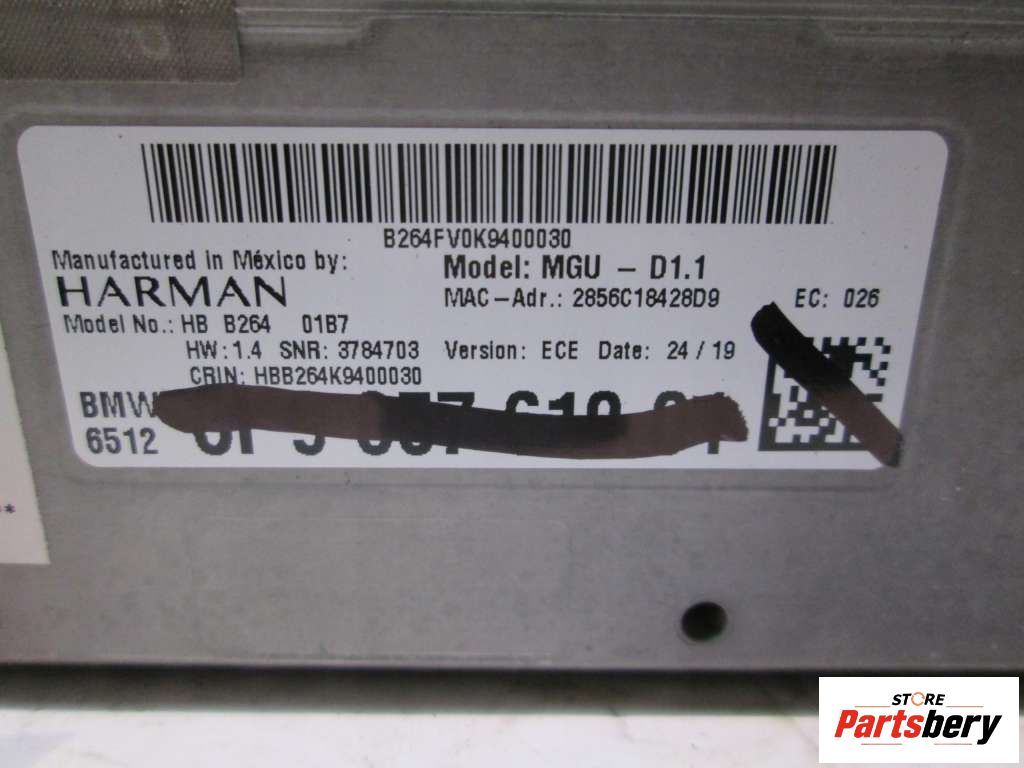 B264FV0K9400030
Manufactured in México by:
HARMAN
Model: MGU - D1.1
MAC-Adr.: 2856C18428D9 EC: 026
Model No.: HB B264 01B7
HW: 1.4 SNR: 3784703 Version: ECE Date: 24 / 19
CRIN: HBB264K9400030
BMW
6512
*
STORE
Partsbery